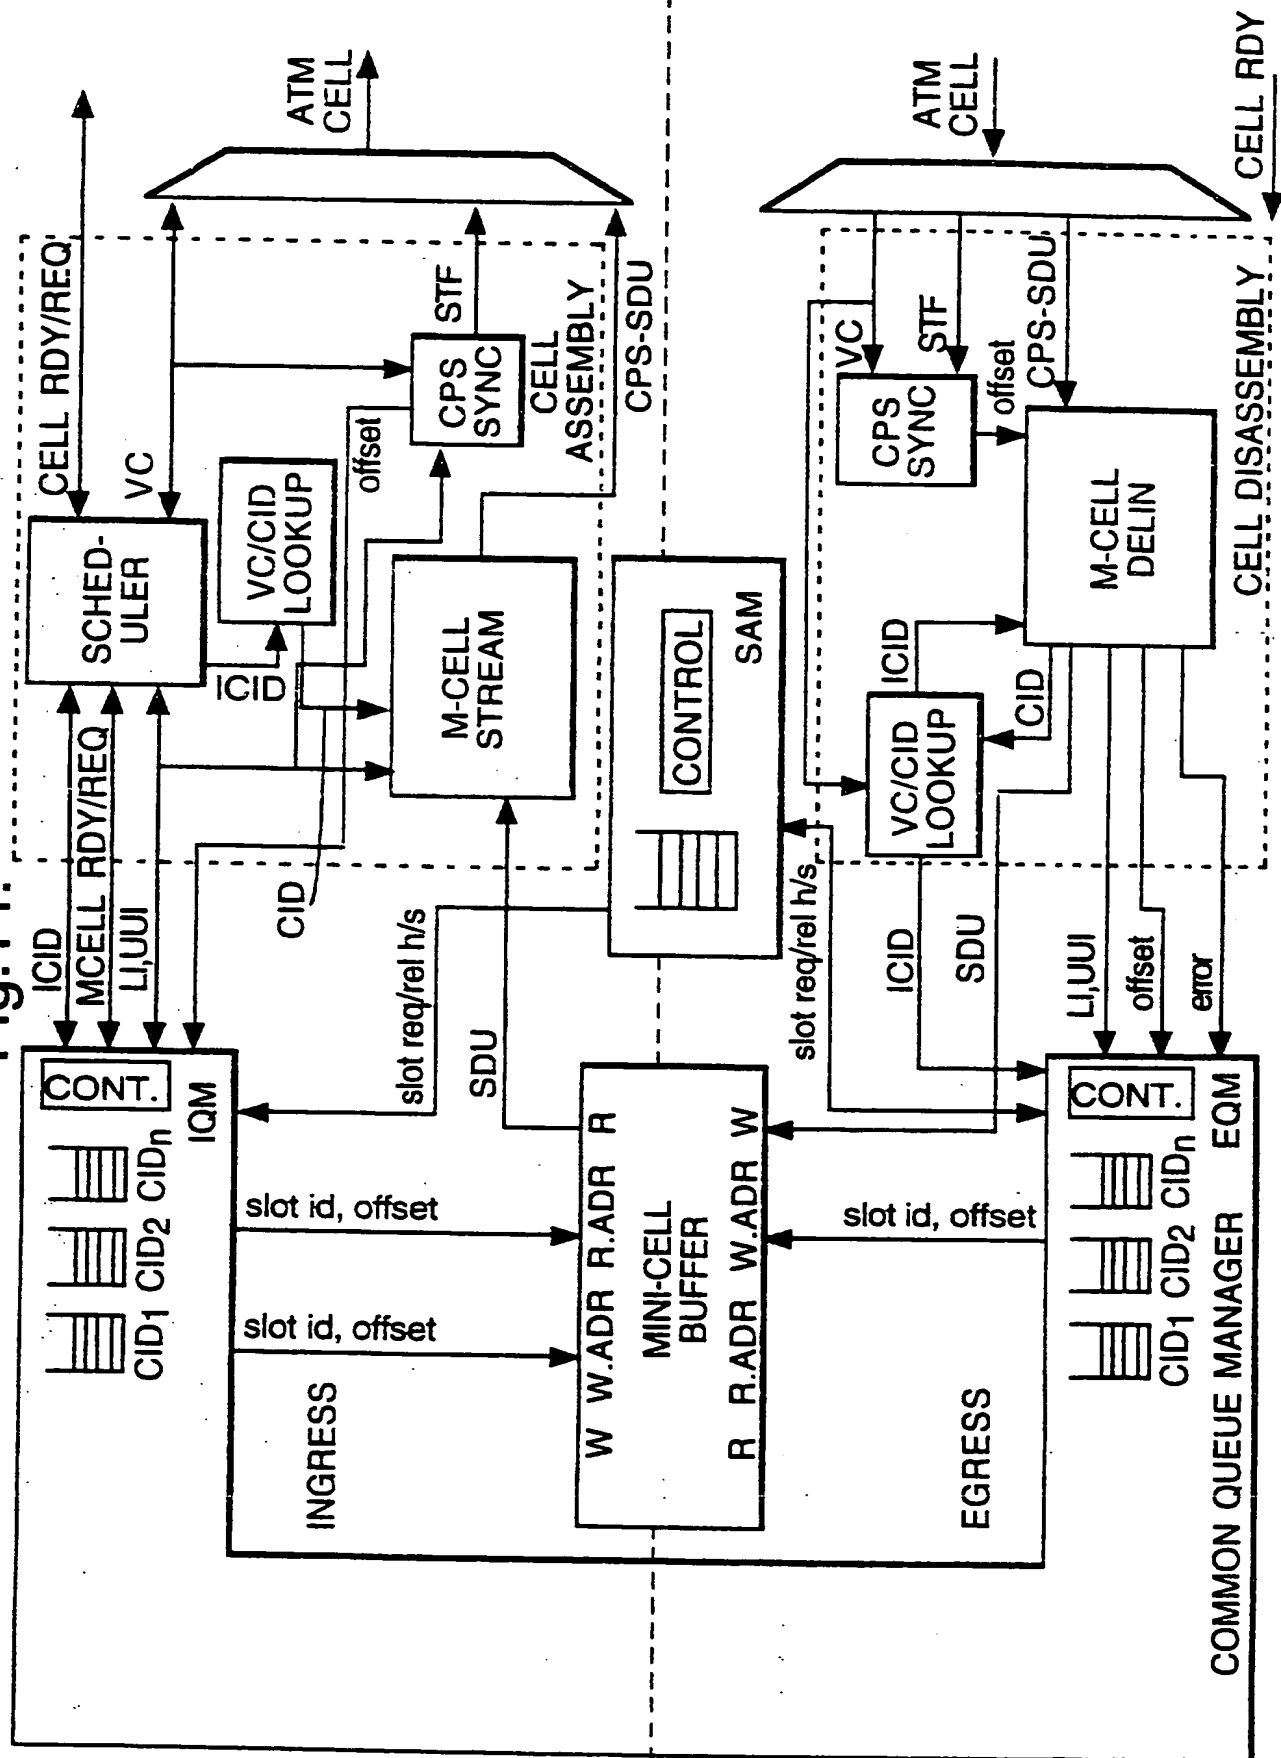 Fig. 11.
ICID
MCELL RDY/REQ
LI,UUI
CELL RDY/REQ
VC
SCHED-
ULER
ICID
VC/CID
LOOKUP
offset
CPS
SYNC
STF
CELL
ASSEMBLY
M-CELL
STREAM
CID
CPS-SDU
ATM
CELL
CONT.
IQM
CID1 CID2 CIDn
slot req/rel h/s
SDU
slot id, offset
slot id, offset
INGRESS
CONTROL
SAM
W W.ADR R.ADR R
MINI-CELL
BUFFER
R R.ADR W.ADR W
EGRESS
slot id, offset
slot req/rel h/s
ICID
SDU
LI,UUI
offset
error
CONT.
CID1 CID2 CIDn
COMMON QUEUE MANAGER EQM
VC/CID
LOOKUP
ICID
CID
M-CELL
DELIN
CPS
SYNC
offset
VC
STF
CPS-SDU
CELL DISASSEMBLY
ATM
CELL
CELL RDY